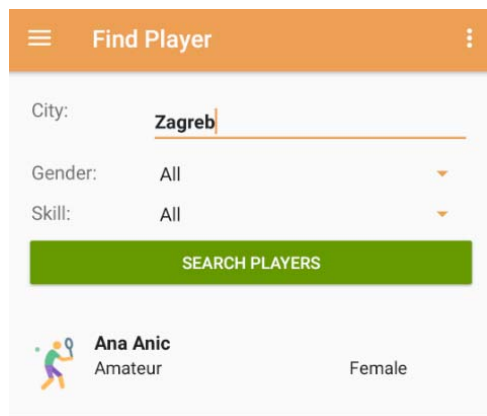 Find Player
City: Zagreb
Gender: All
Skill: All
SEARCH PLAYERS
Ana Anic
Amateur Female